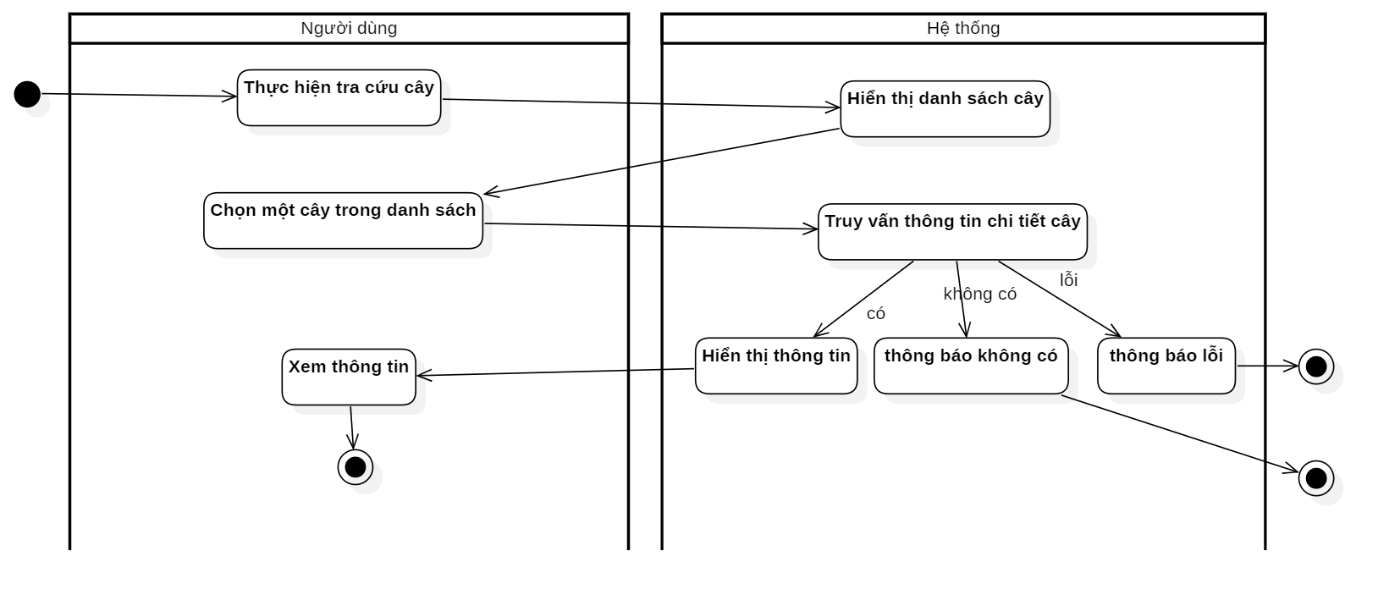 Người dùng
Hệ thống
Thực hiện tra cứu cây
Hiển thị danh sách cây
Chọn một cây trong danh sách
Truy vấn thông tin chi tiết cây
lỗi
không có
có
Xem thông tin
Hiển thị thông tin
thông báo không có
thông báo lỗi